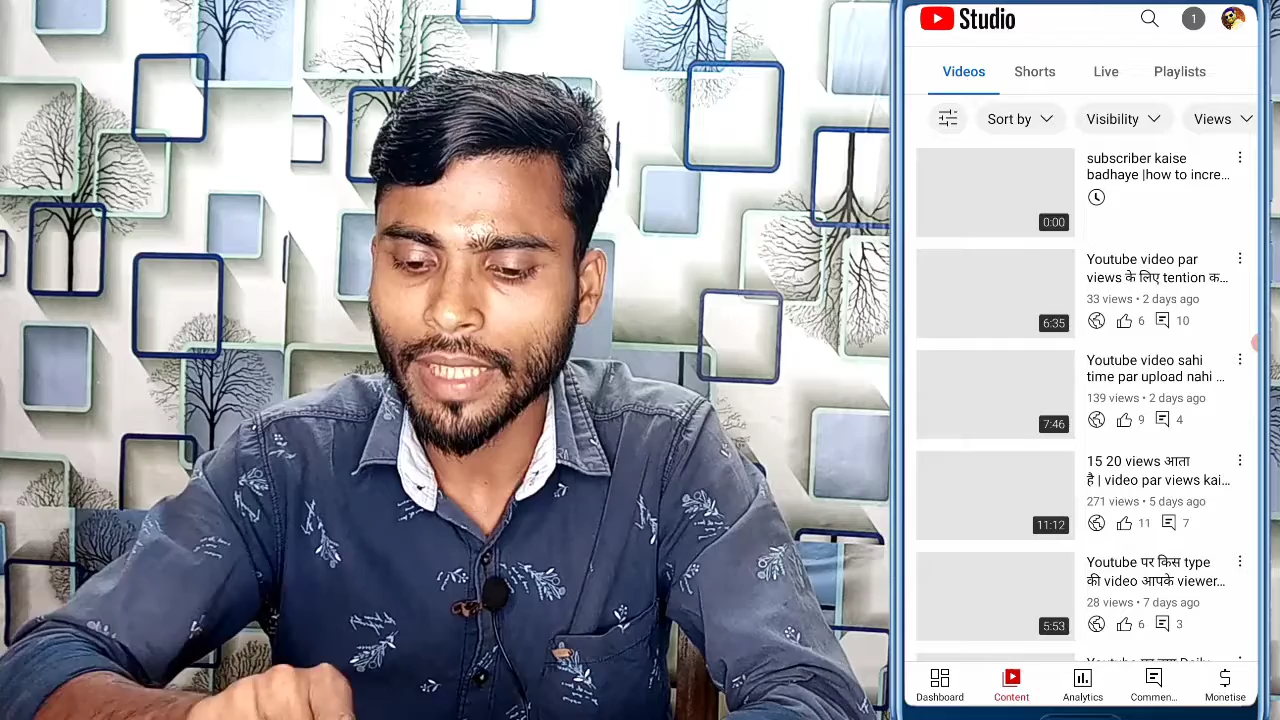 Studio
1
Videos Shorts Live Playlists
Sort by Visibility Views
subscriber kaise
badhaye |how to incre...
0:00
Youtube video par
views के लिए tention क...
33 views • 2 days ago
6:35
6 10
Youtube video sahi
time par upload nahi ...
139 views • 2 days ago
7:46
9 4
15 20 views आता
है | video par views kai...
271 views • 5 days ago
11:12
11 7
Youtube पर किस type
की video आपके viewer...
28 views • 7 days ago
5:53
6 3
Dashboard Content Analytics Commen... Monetise